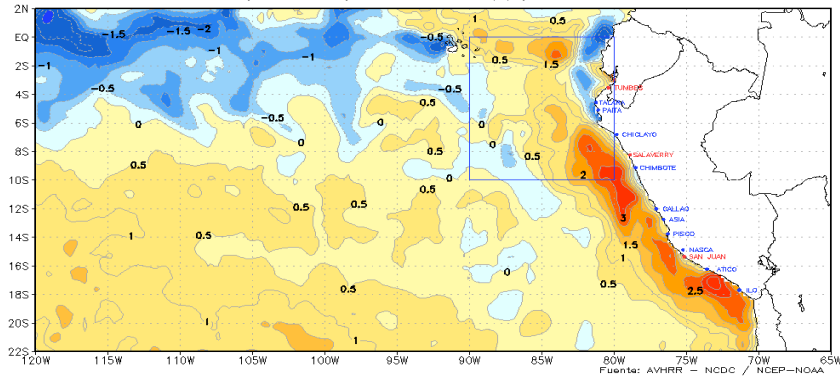 2N
EQ
2S
4S
6S
8S
10S
12S
14S
16S
18S
20S
22S
120W 115W 110W 105W 100W 95W 90W 85W 80W 75W 70W 65W
-1.5 -1.5 -2 -1 -1 -0.5 1 0.5
-1 0.5 1.5
-0.5 -0.5 -0.5 0.5
0 0 0 0
0.5 0.5 0.5 0.5 0 2
0.5 0.5 3
1 0.5 1.5 1
0.5 0 0.5 2.5
1 1
TUMBES
TALARA
PAITA
CHICLAYO
SALAVERRY
CHIMBOTE
CALLAO
ASIA
PISCO
NASCA
SAN JUAN
ATICO
ILO
Fuente: AVHRR - NCDC / NCEP-NOAA